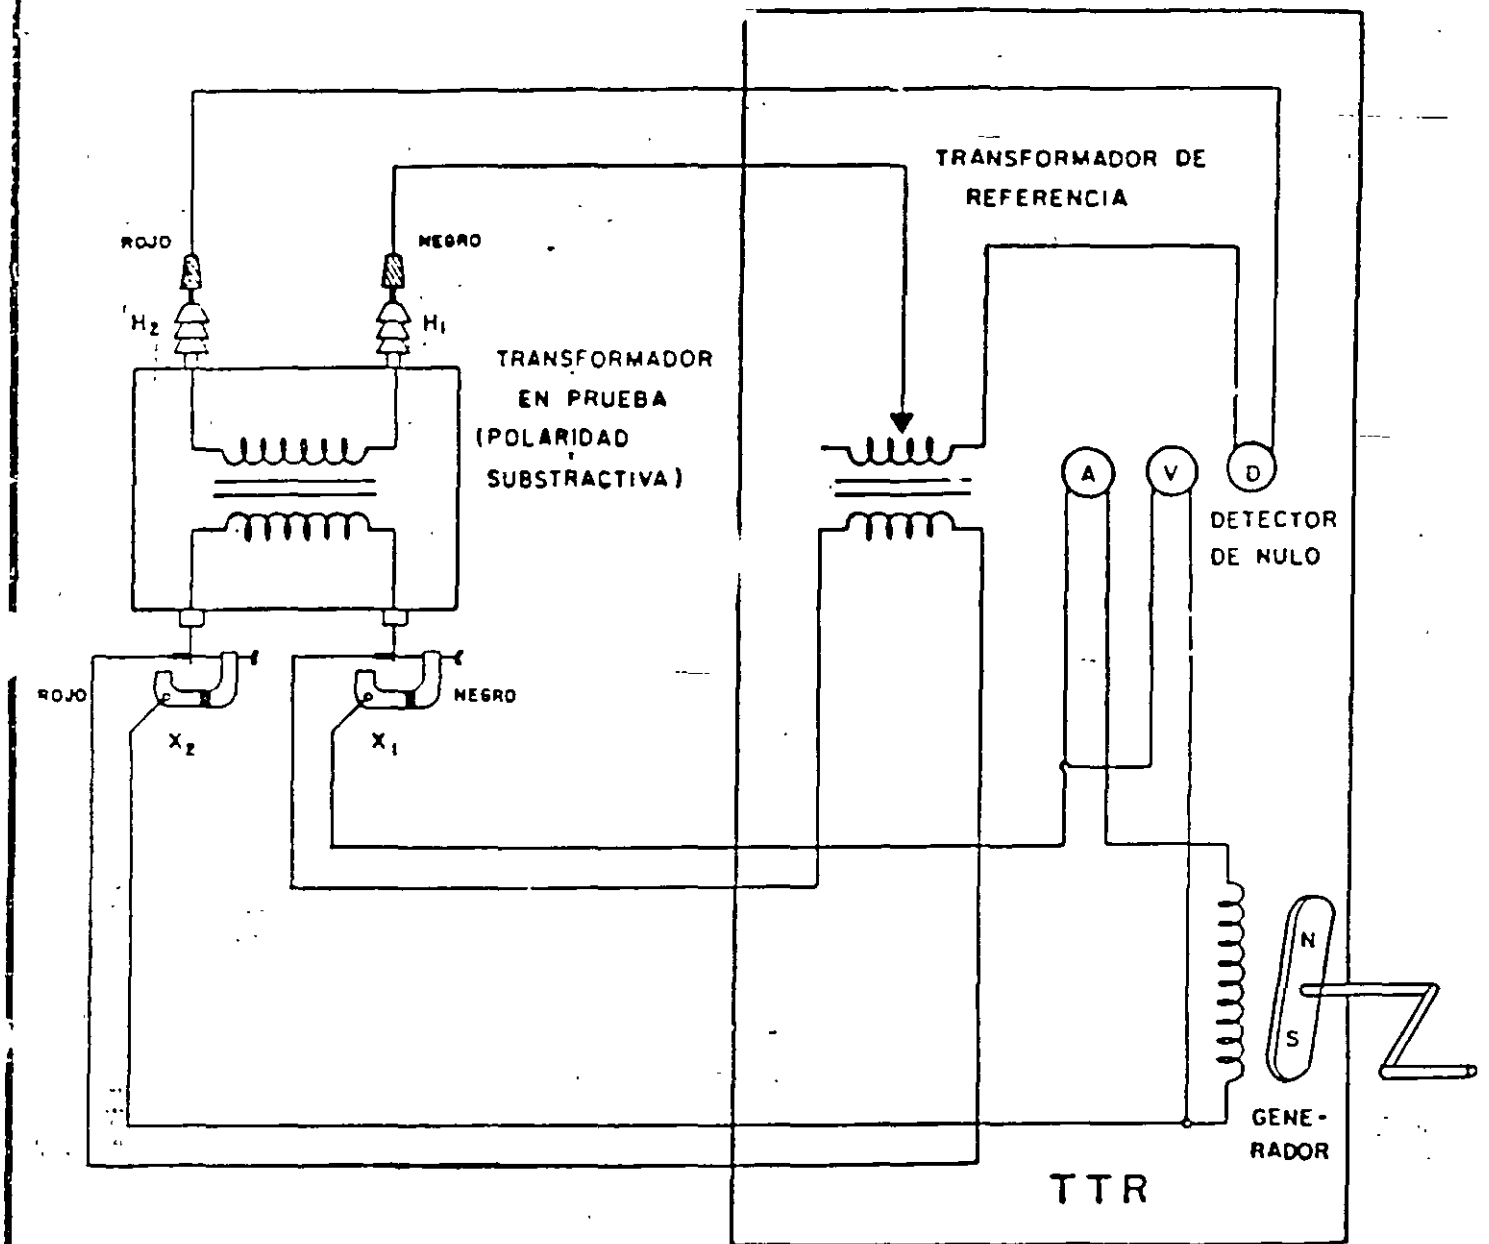 TRANSFORMADOR DE
REFERENCIA
ROJO
NEGRO
H2
H1
TRANSFORMADOR
EN PRUEBA
(POLARIDAD
SUBSTRACTIVA)
A
V
D
DETECTOR
DE NULO
ROJO
NEGRO
X2
X1
N
S
GENE-
RADOR
TTR